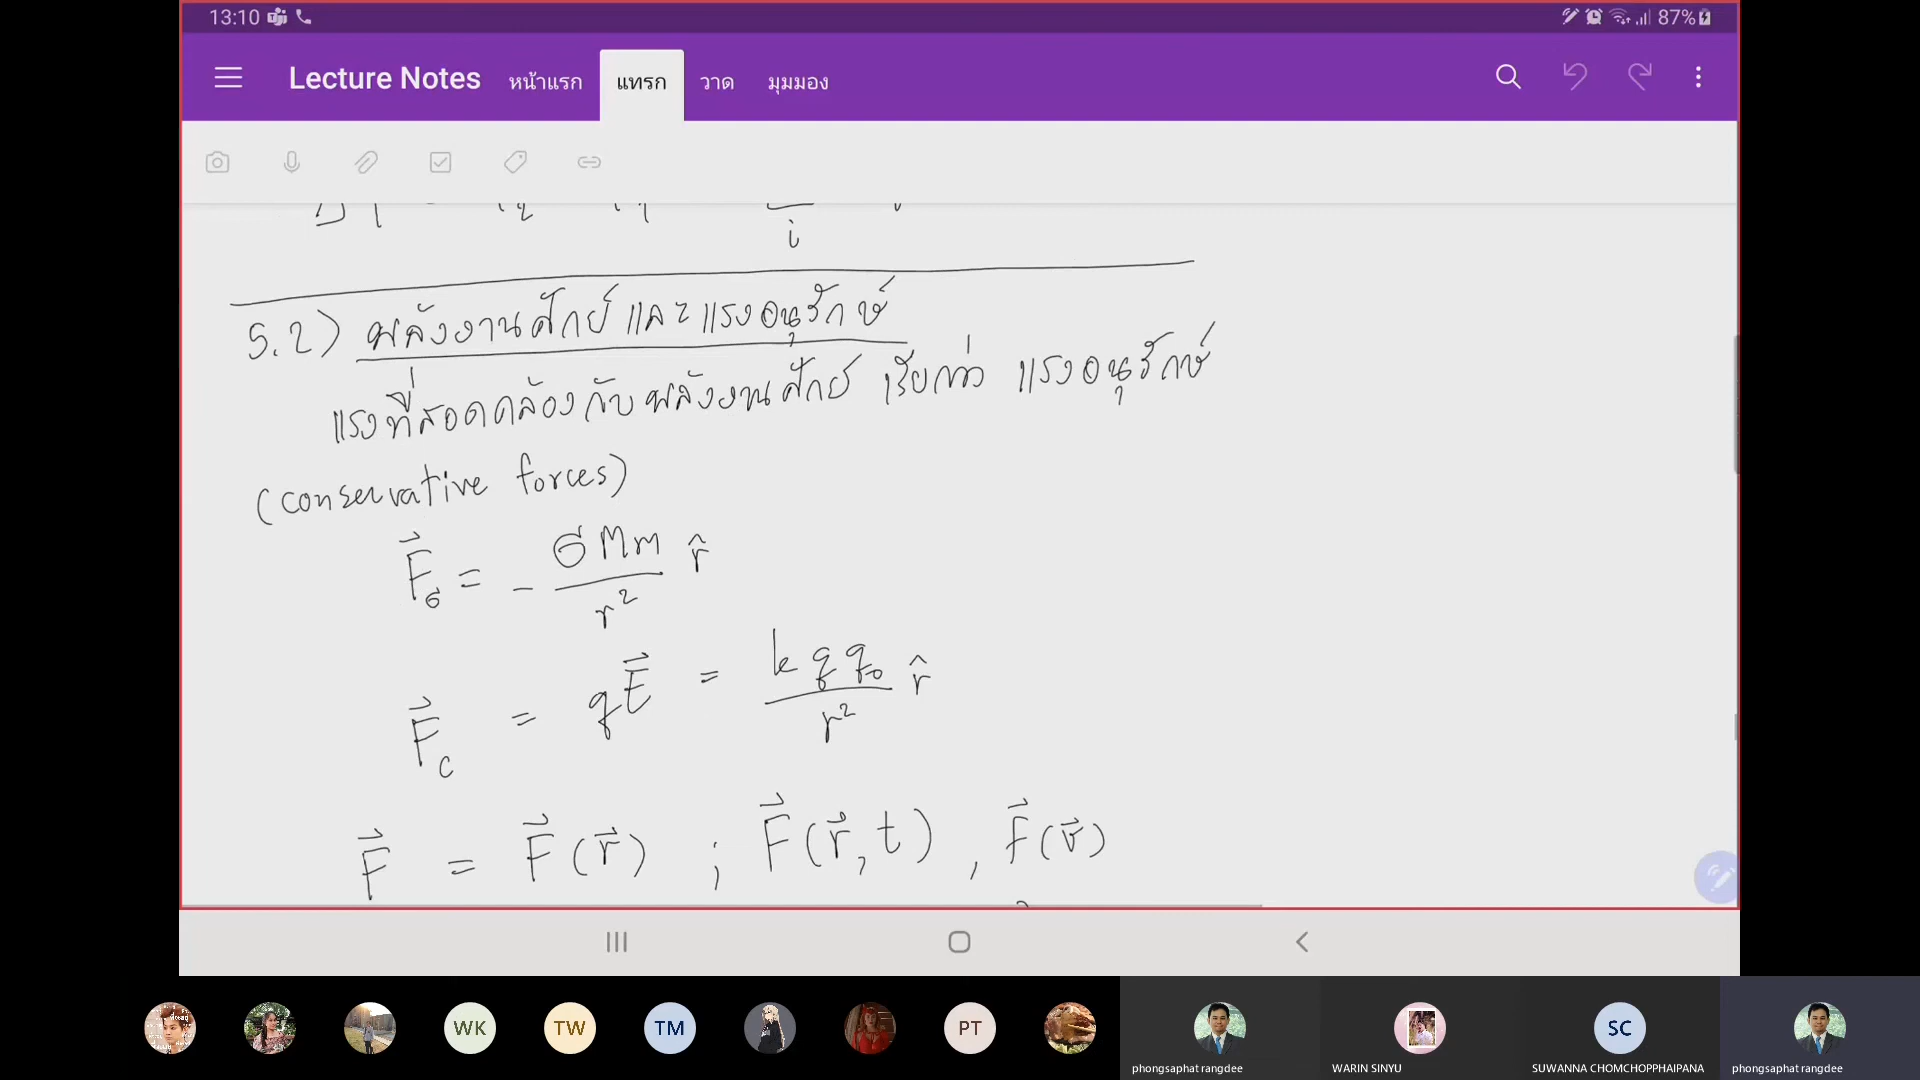 13:10 87%
Lecture Notes หน้าแรก แทรก วาด มุมมอง
i
5.2) พลังงานศักย์ และ แรงอนุรักษ์
แรงที่สอดคล้องกับพลังงานศักย์ เรียกว่า แรงอนุรักษ์
(conservative forces)
F⃗_G = - GMm/r² r̂
F⃗_C = qE⃗ = kqq₀/r² r̂
F⃗ = F⃗(r⃗) ; F⃗(r⃗,t) , F⃗(v⃗)
WK TW TM PT SC
phongsaphat rangdee WARIN SINYU SUWANNA CHOMCHOPPHAIPANA phongsaphat rangdee